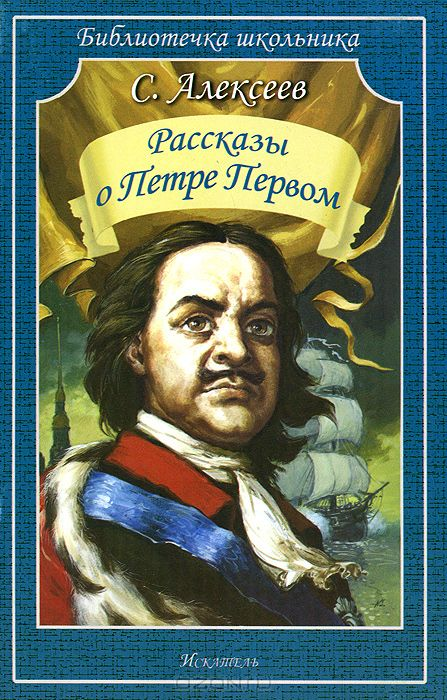 Библиотечка школьника
С. Алексеев
Рассказы
о Петре Первом
Искатель